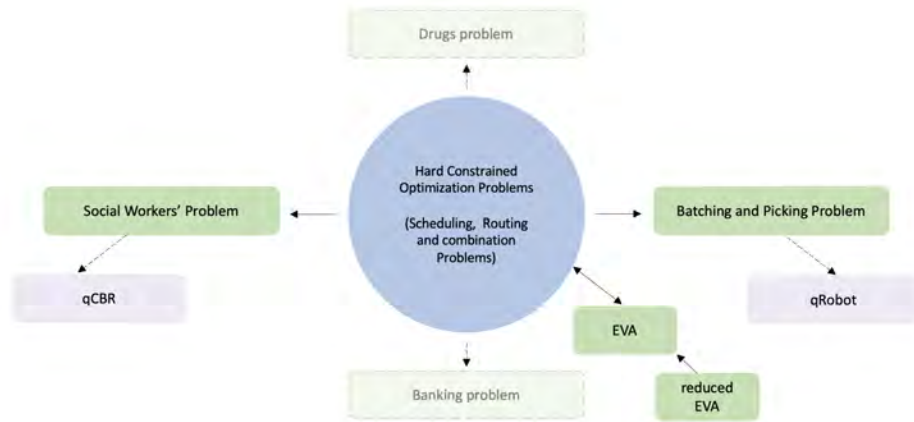 Drugs problem
Hard Constrained
Optimization Problems
(Scheduling, Routing
and combination
Problems)
Social Workers' Problem
Batching and Picking Problem
qCBR
qRobot
EVA
Banking problem
reduced
EVA